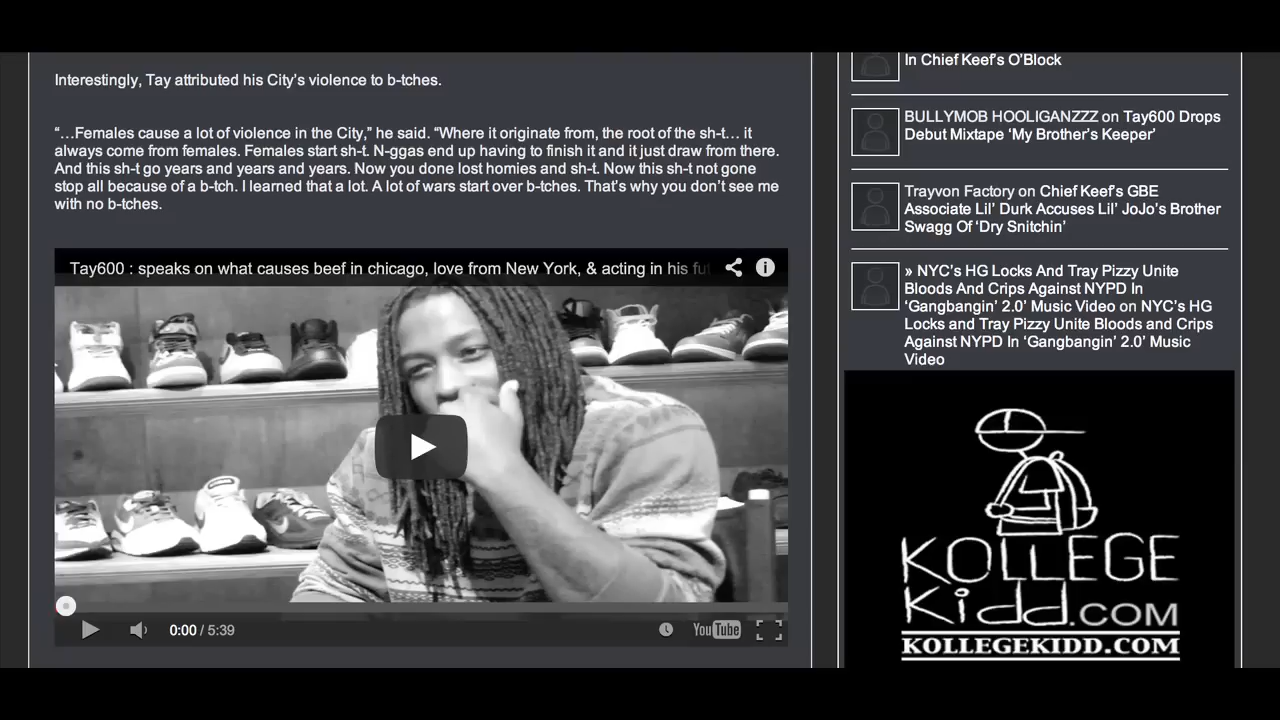 Interestingly, Tay attributed his City's violence to b-tches.
“…Females cause a lot of violence in the City,” he said. “Where it originate from, the root of the sh-t… it
always come from females. Females start sh-t. N-ggas end up having to finish it and it just draw from there.
And this sh-t go years and years and years. Now you done lost homies and sh-t. Now this sh-t not gone
stop all because of a b-tch. I learned that a lot. A lot of wars start over b-tches. That’s why you don’t see me
with no b-tches.
Tay600 : speaks on what causes beef in chicago, love from New York, & acting in his fut
0:00 / 5:39
YouTube
In Chief Keef’s O’Block
BULLYMOB HOOLIGANZZZ on Tay600 Drops
Debut Mixtape ‘My Brother’s Keeper’
Trayvon Factory on Chief Keef’s GBE
Associate Lil’ Durk Accuses Lil’ JoJo’s Brother
Swagg Of ‘Dry Snitchin’
» NYC’s HG Locks And Tray Pizzy Unite
Bloods And Crips Against NYPD In
‘Gangbangin’ 2.0’ Music Video on NYC’s HG
Locks and Tray Pizzy Unite Bloods and Crips
Against NYPD In ‘Gangbangin’ 2.0’ Music
Video
KOLLEGE
Kidd.COM
KOLLEGEKIDD.COM